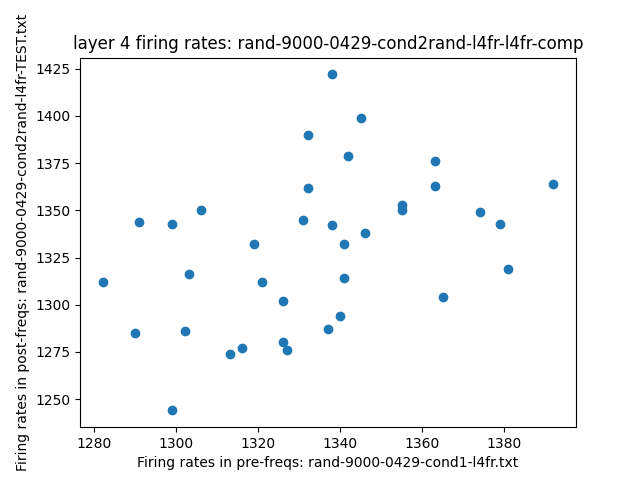 layer 4 firing rates: rand-9000-0429-cond2rand-l4fr-l4fr-comp
Firing rates in post-freqs: rand-9000-0429-cond2rand-l4fr-TEST.txt
1425
1400
1375
1350
1325
1300
1275
1250
1280 1300 1320 1340 1360 1380
Firing rates in pre-freqs: rand-9000-0429-cond1-l4fr.txt